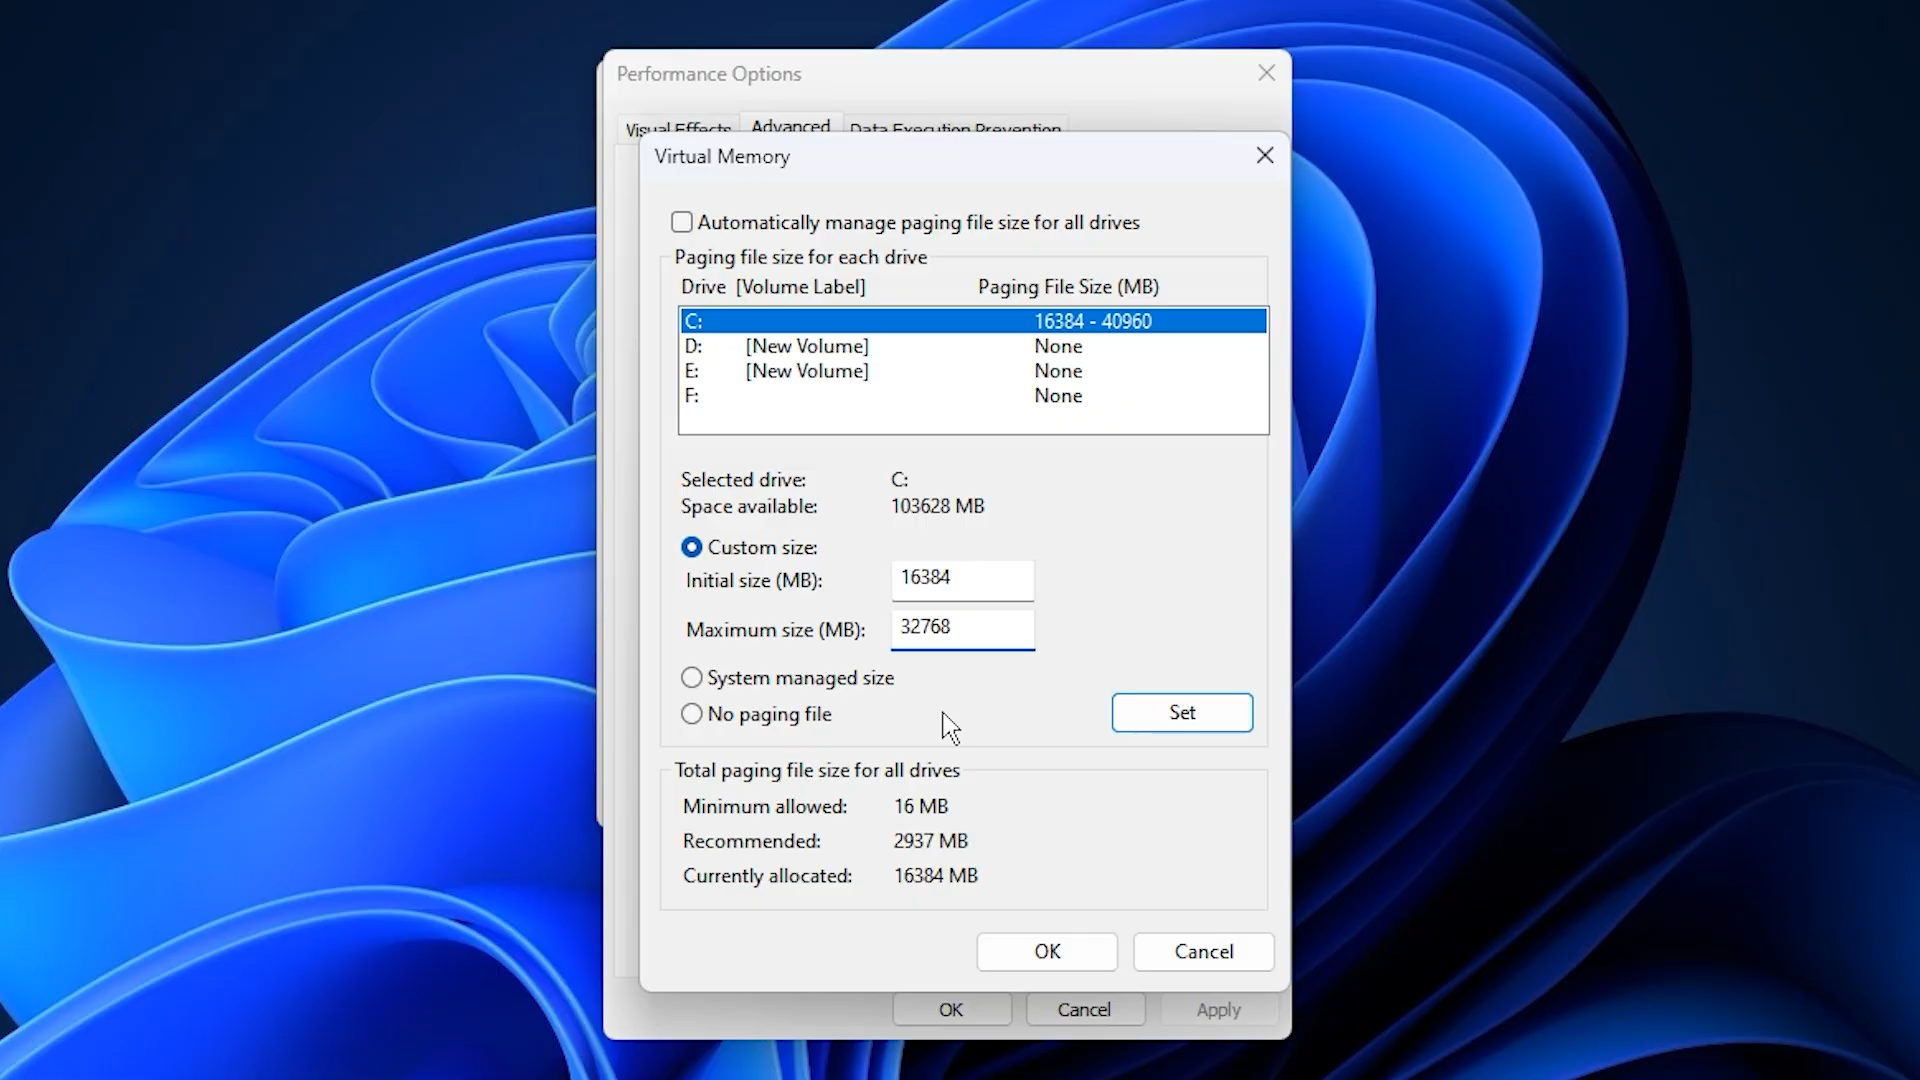 Performance Options
Visual Effects Advanced Data Execution Prevention
Virtual Memory
Automatically manage paging file size for all drives
Paging file size for each drive
Drive [Volume Label] Paging File Size (MB)
C: 16384 - 40960
D: [New Volume] None
E: [New Volume] None
F: None
Selected drive: C:
Space available: 103628 MB
Custom size:
Initial size (MB): 16384
Maximum size (MB): 32768
System managed size
No paging file Set
Total paging file size for all drives
Minimum allowed: 16 MB
Recommended: 2937 MB
Currently allocated: 16384 MB
OK Cancel
OK Cancel Apply